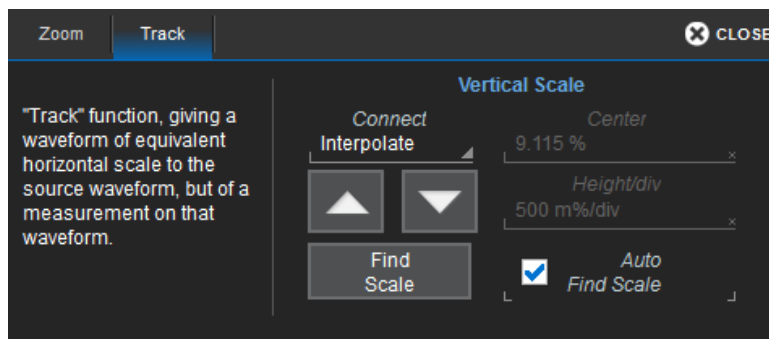 Zoom
Track
CLOSE
"Track" function, giving a
waveform of equivalent
horizontal scale to the
source waveform, but of a
measurement on that
waveform.
Vertical Scale
Connect
Interpolate
Center
9.115 %
Height/div
500 m%/div
Find
Scale
Auto
Find Scale